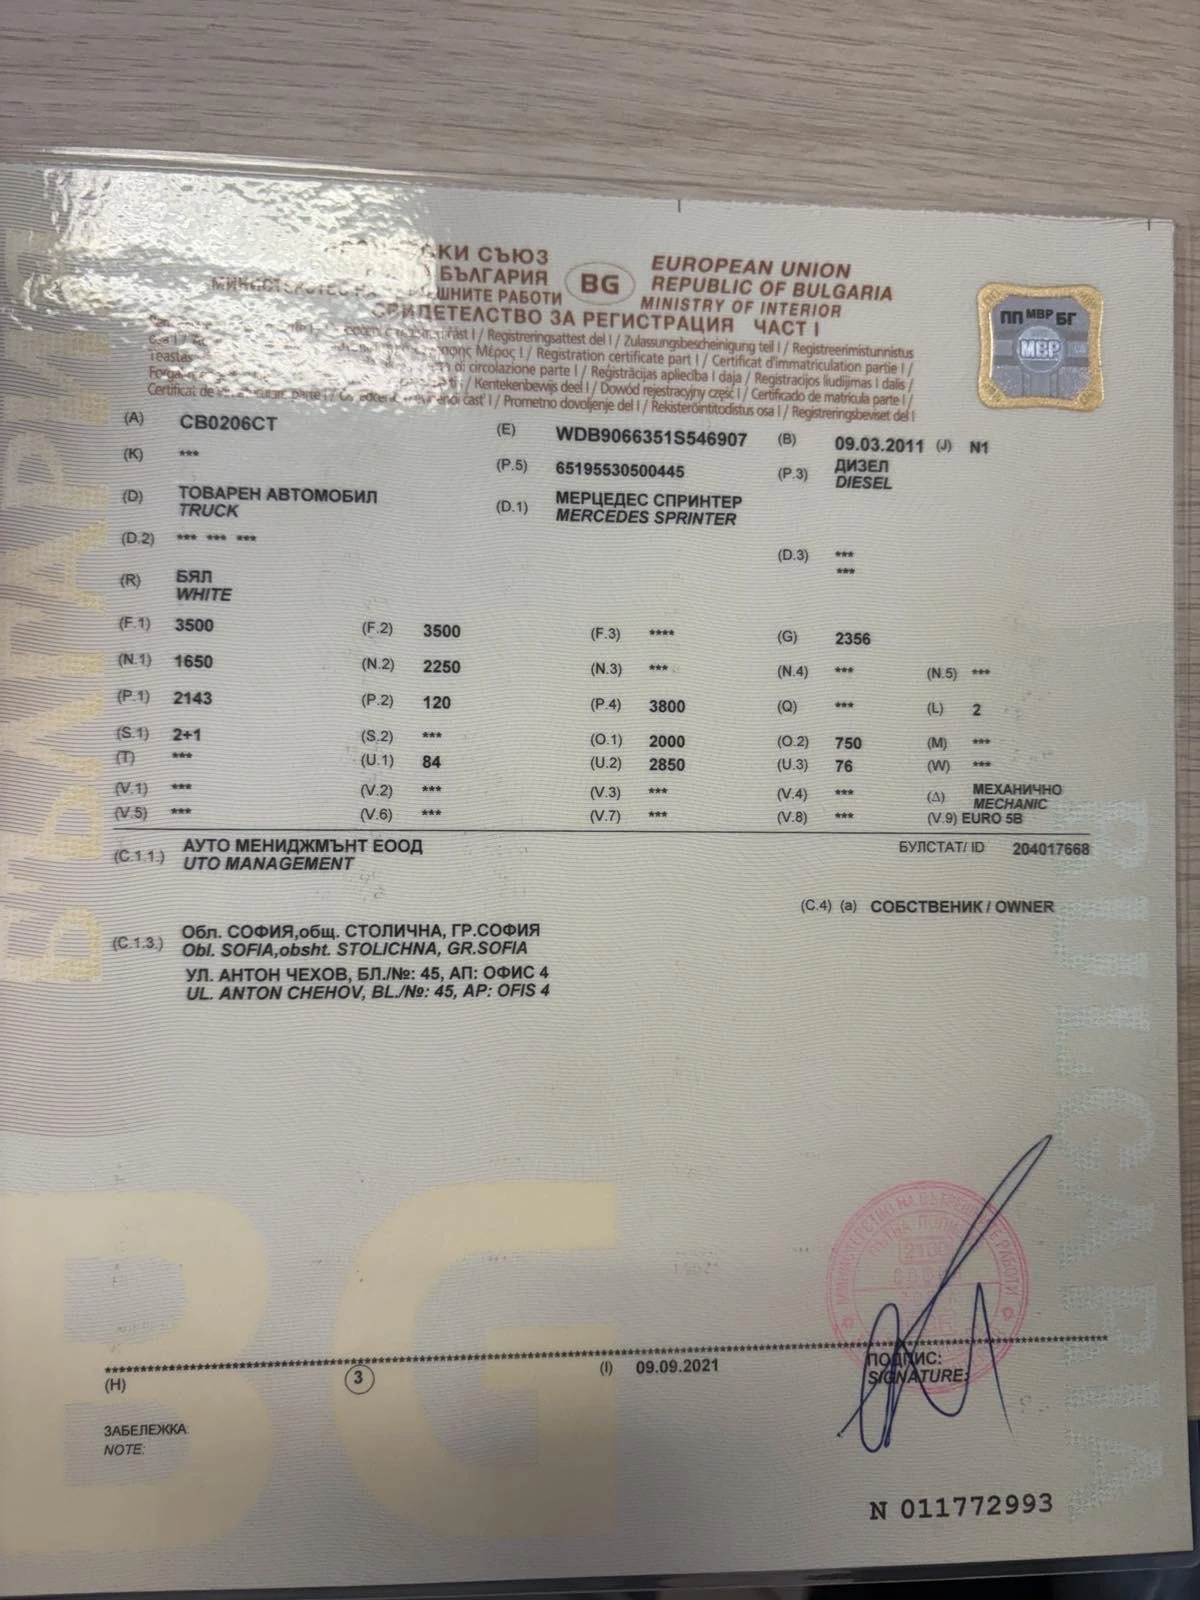 СЪЮЗ
БЪЛГАРИЯ
РАБОТИ
СВИДЕТЕЛСТВО ЗА РЕГИСТРАЦИЯ ЧАСТ I
BG
EUROPEAN UNION
REPUBLIC OF BULGARIA
MINISTRY OF INTERIOR
ПП МВР БГ
МВР
I / Registreringsattest del I / Zulassungsbescheinigung teil I / Registreerimistunnistus
Μέρος I / Registration certificate part I / Certificat d'immatriculation partie I /
di circolazione parte I / Reģistrācijas apliecība I daļa / Registracijos liudijimas I dalis /
/ Kentekenbewijs deel I / Dowód rejestracyjny część I / Certificado de matrícula parte I /
Certificat de parte I / časť I / Prometno dovoljenje del I / Rekisteröintitodistus osa I / Registreringsbeviset del I
(A) CB0206CT (E) WDB9066351S546907 (B) 09.03.2011 (J) N1
(K) *** (P.5) 65195530500445 (P.3) ДИЗЕЛ
DIESEL
(D) ТОВАРЕН АВТОМОБИЛ (D.1) МЕРЦЕДЕС СПРИНТЕР
TRUCK MERCEDES SPRINTER
(D.2) *** *** *** (D.3) ***
***
(R) БЯЛ
WHITE
(F.1) 3500 (F.2) 3500 (F.3) **** (G) 2356
(N.1) 1650 (N.2) 2250 (N.3) *** (N.4) *** (N.5) ***
(P.1) 2143 (P.2) 120 (P.4) 3800 (Q) *** (L) 2
(S.1) 2+1 (S.2) *** (O.1) 2000 (O.2) 750 (M) ***
(T) *** (U.1) 84 (U.2) 2850 (U.3) 76 (W) ***
(V.1) *** (V.2) *** (V.3) *** (V.4) *** (Δ) МЕХАНИЧНО
MECHANIC
(V.5) *** (V.6) *** (V.7) *** (V.8) *** (V.9) EURO 5B
(C.1.1.) АУТО МЕНИДЖМЪНТ ЕООД БУЛСТАТ/ ID 204017668
UTO MANAGEMENT
(C.4) (a) СОБСТВЕНИК / OWNER
(C.1.3.) Обл. СОФИЯ,общ. СТОЛИЧНА, ГР.СОФИЯ
Obl. SOFIA,obsht. STOLICHNA, GR.SOFIA
УЛ. АНТОН ЧЕХОВ, БЛ./№: 45, АП: ОФИС 4
UL. ANTON CHEHOV, BL./№: 45, AP: OFIS 4
БЪЛГАРИЯ
BULGARIA
BG
(H) 3 (I) 09.09.2021 ПОДПИС:
SIGNATURE:
ЗАБЕЛЕЖКА:
NOTE:
N 011772993